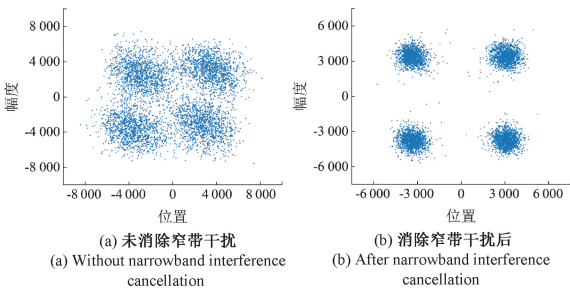 8 000
4 000
0
-4 000
-8 000
幅度
-8 000 -4 000 0 4 000 8 000
位置
(a) 未消除窄带干扰
(a) Without narrowband interference
cancellation
6 000
3 000
0
-3 000
-6 000
幅度
-6 000 -3 000 0 3 000 6 000
位置
(b) 消除窄带干扰后
(b) After narrowband interference
cancellation